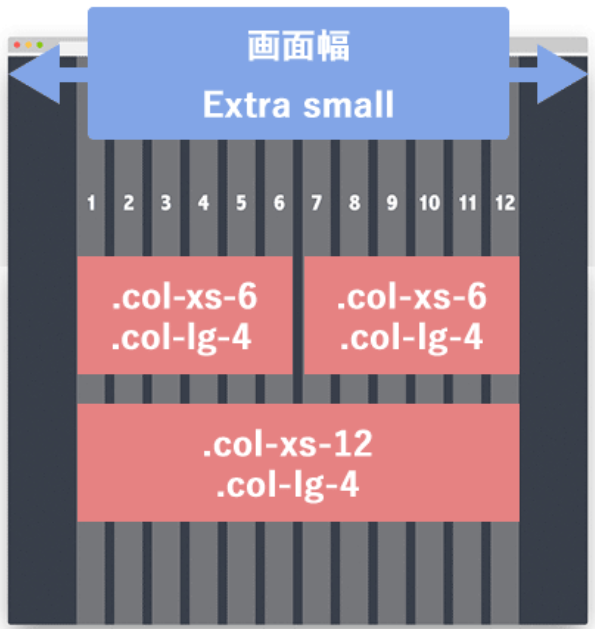 画面幅
Extra small
1 2 3 4 5 6 7 8 9 10 11 12
.col-xs-6 .col-xs-6
.col-lg-4 .col-lg-4
.col-xs-12
.col-lg-4